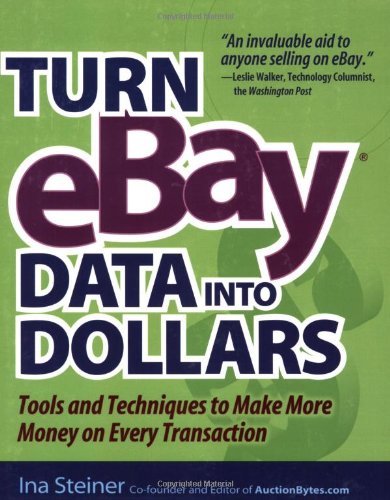 "An invaluable aid to
anyone selling on eBay."
—Leslie Walker, Technology Columnist,
the Washington Post
TURN
eBay®
DATA INTO
DOLLARS
Tools and Techniques to Make More
Money on Every Transaction
Ina Steiner Co-founder and Editor of AuctionBytes.com